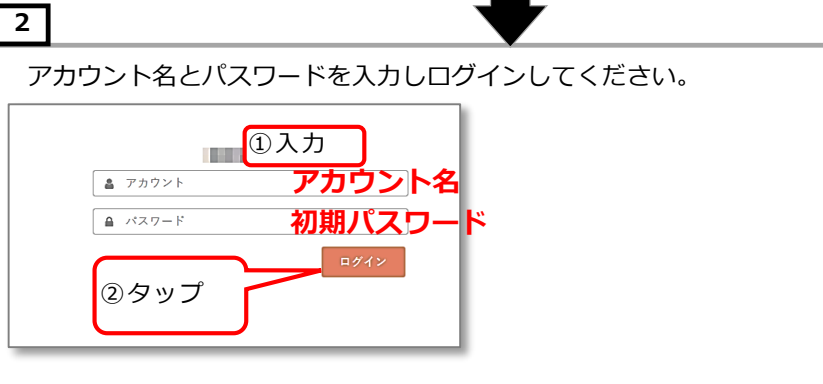 2
アカウント名とパスワードを入力しログインしてください。
①入力
アカウント アカウント名
パスワード 初期パスワード
ログイン
②タップ